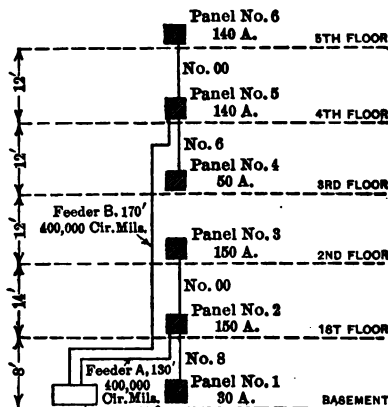 Panel No. 6
140 A.
5TH FLOOR
12'
No. 00
Panel No. 5
140 A.
4TH FLOOR
12'
No. 6
Panel No. 4
50 A.
3RD FLOOR
12'
Feeder B. 170'
400,000 Cir. Mils.
Panel No. 3
150 A.
2ND FLOOR
14'
No. 00
Panel No. 2
150 A.
1ST FLOOR
8'
Feeder A, 130'
400,000
Cir. Mils.
No. 8
Panel No. 1
30 A.
BASEMENT